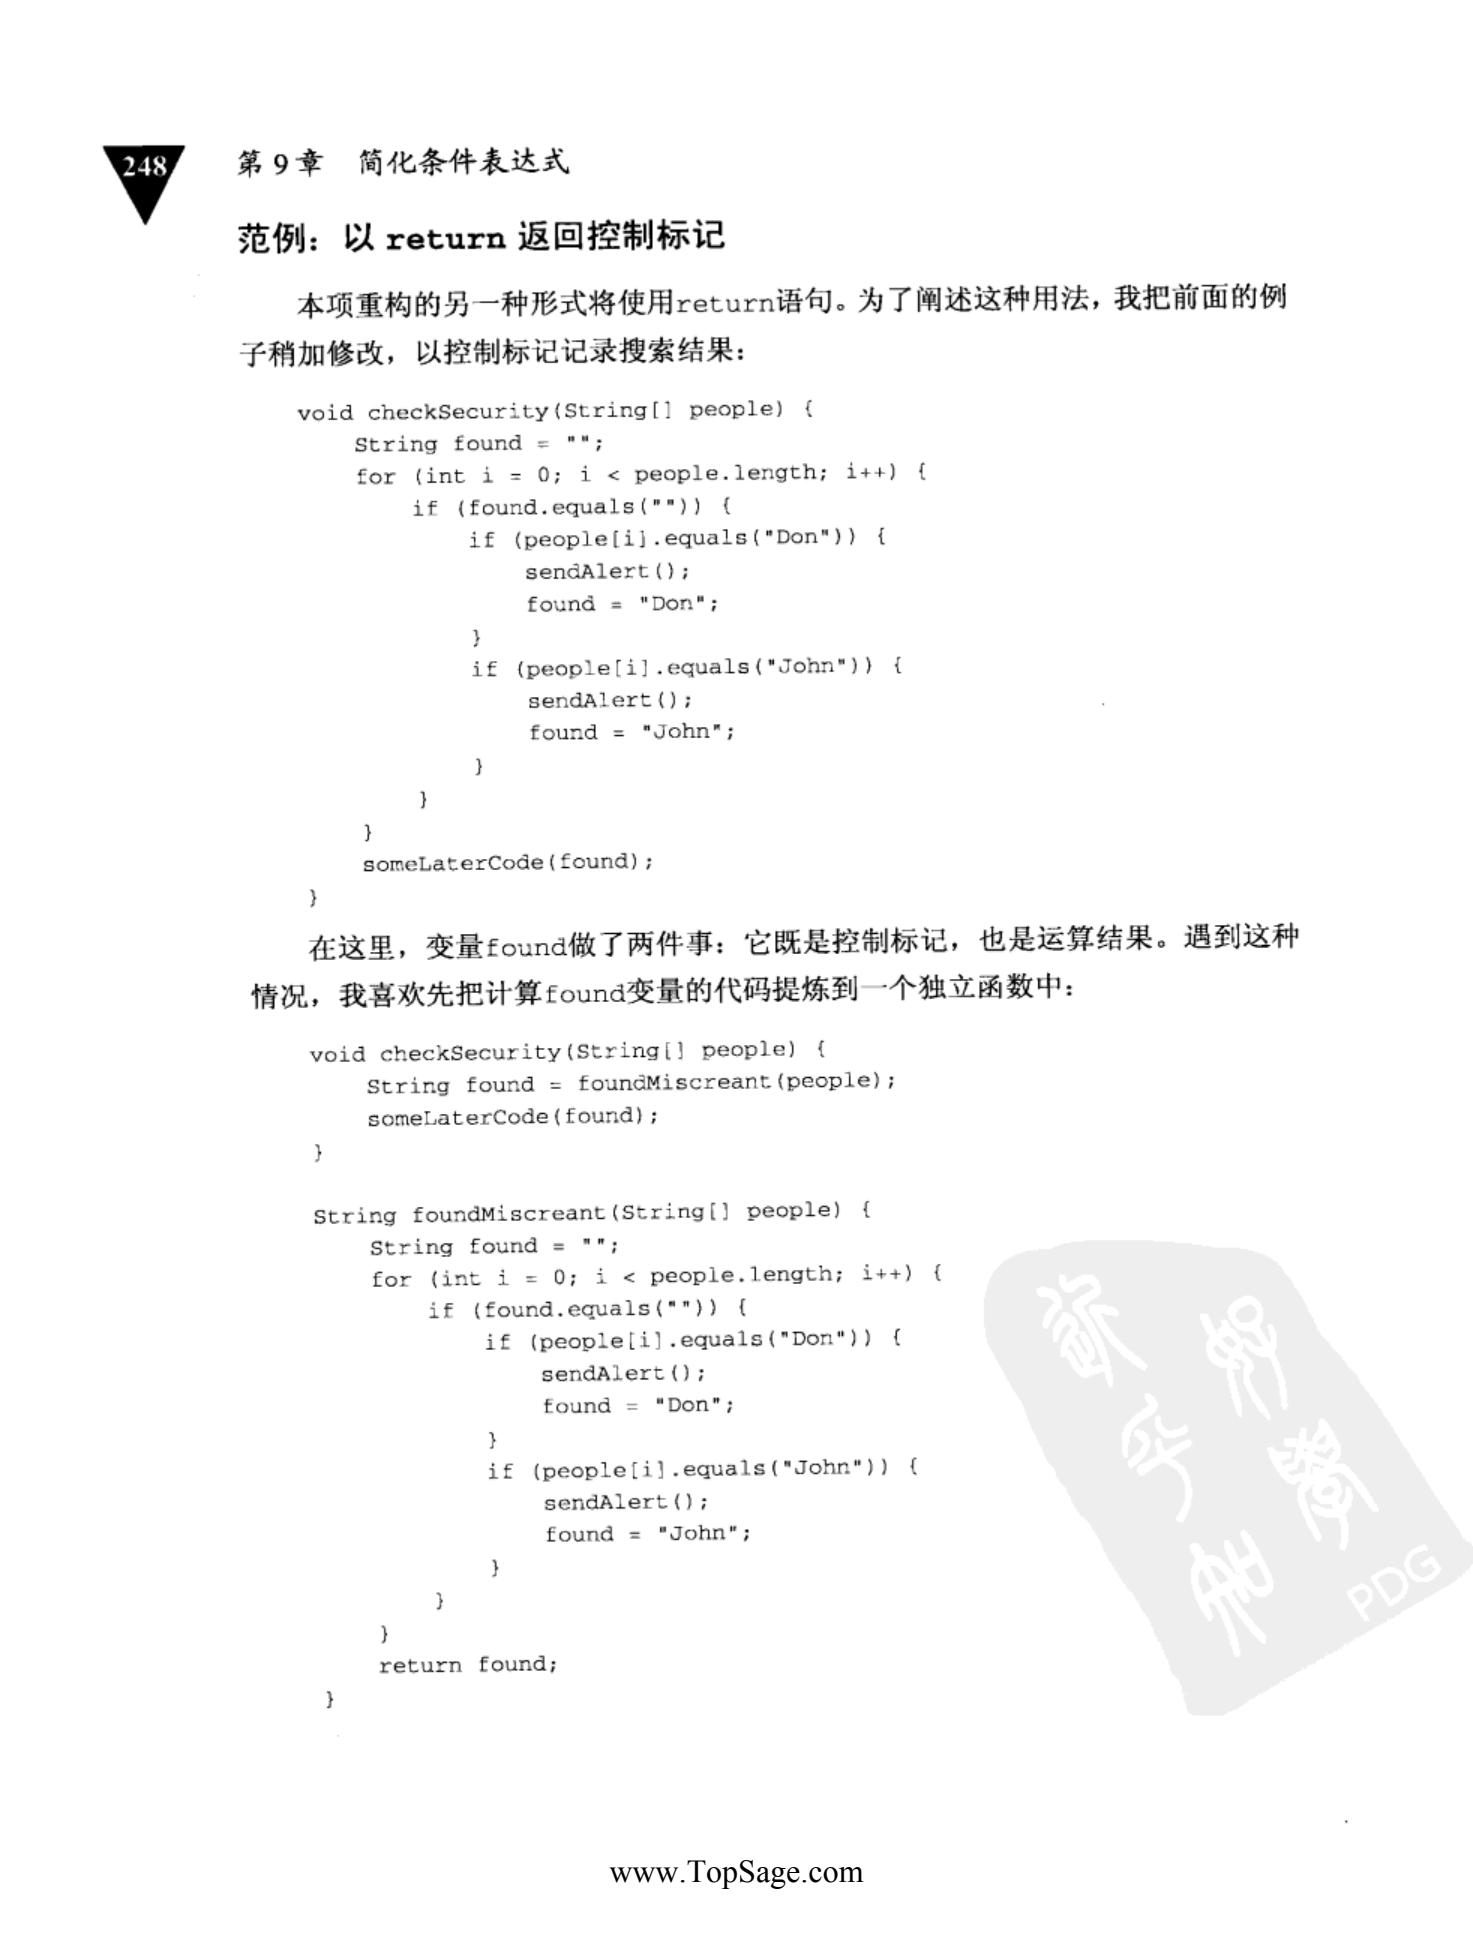 248
第 9 章 简化条件表达式
范例：以 return 返回控制标记
本项重构的另一种形式将使用return语句。为了阐述这种用法，我把前面的例
子稍加修改，以控制标记记录搜索结果：
void checkSecurity(String[] people) {
    String found = "";
    for (int i = 0; i < people.length; i++) {
        if (found.equals("")) {
            if (people[i].equals("Don")) {
                sendAlert();
                found = "Don";
            }
            if (people[i].equals("John")) {
                sendAlert();
                found = "John";
            }
        }
    }
    someLaterCode(found);
}
在这里，变量found做了两件事：它既是控制标记，也是运算结果。遇到这种
情况，我喜欢先把计算found变量的代码提炼到一个独立函数中：
void checkSecurity(String[] people) {
    String found = foundMiscreant(people);
    someLaterCode(found);
}
String foundMiscreant(String[] people) {
    String found = "";
    for (int i = 0; i < people.length; i++) {
        if (found.equals("")) {
            if (people[i].equals("Don")) {
                sendAlert();
                found = "Don";
            }
            if (people[i].equals("John")) {
                sendAlert();
                found = "John";
            }
        }
    }
    return found;
}
PDG
www.TopSage.com